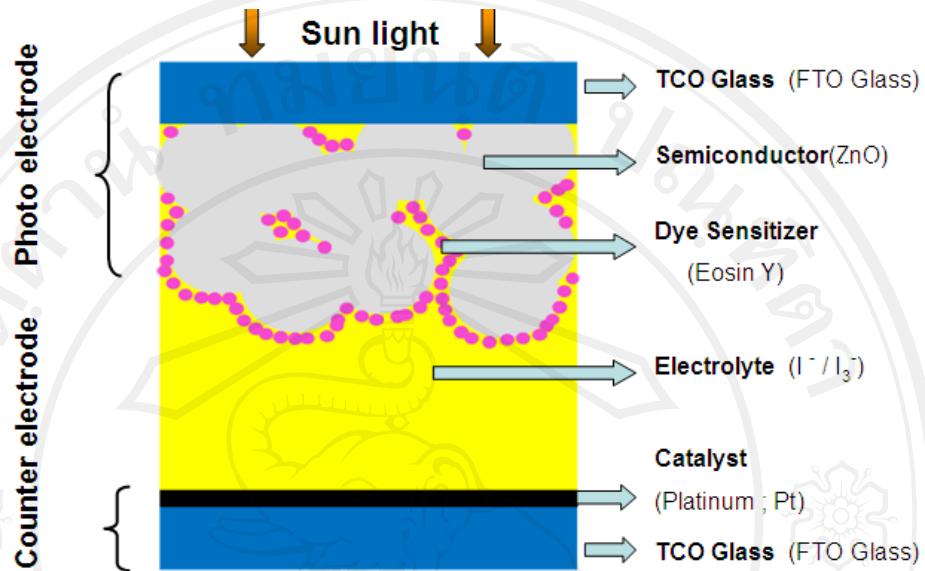 Sun light
Photo electrode
TCO Glass (FTO Glass)
Semiconductor(ZnO)
Dye Sensitizer
(Eosin Y)
Electrolyte (I⁻ / I₃⁻)
Counter electrode
Catalyst
(Platinum ; Pt)
TCO Glass (FTO Glass)